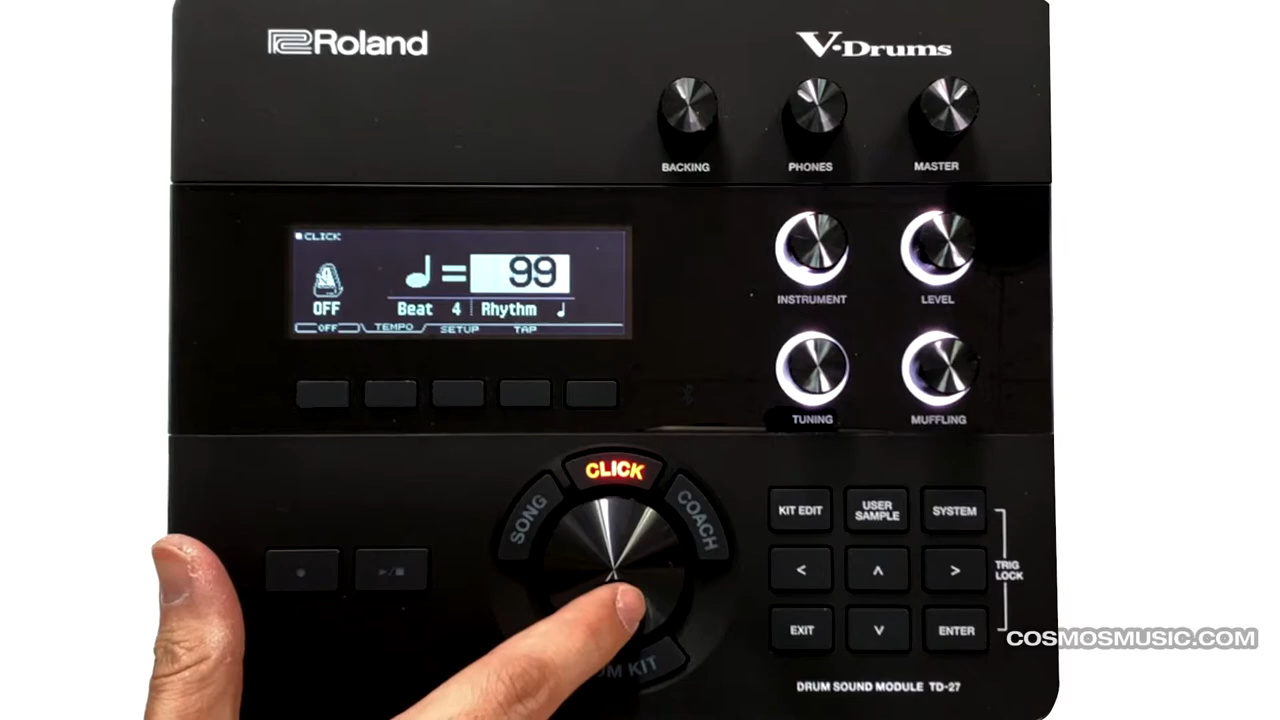 Roland
V-Drums
BACKING
PHONES
MASTER
CLICK
OFF
♩=99
Beat 4
Rhythm ♩
OFF
TEMPO
SETUP
TAP
INSTRUMENT
LEVEL
TUNING
MUFFLING
CLICK
SONG
COACH
UM KIT
KIT EDIT
USER
SAMPLE
SYSTEM
TRIG
LOCK
EXIT
ENTER
COSMOSMUSIC.COM
DRUM SOUND MODULE TD-27